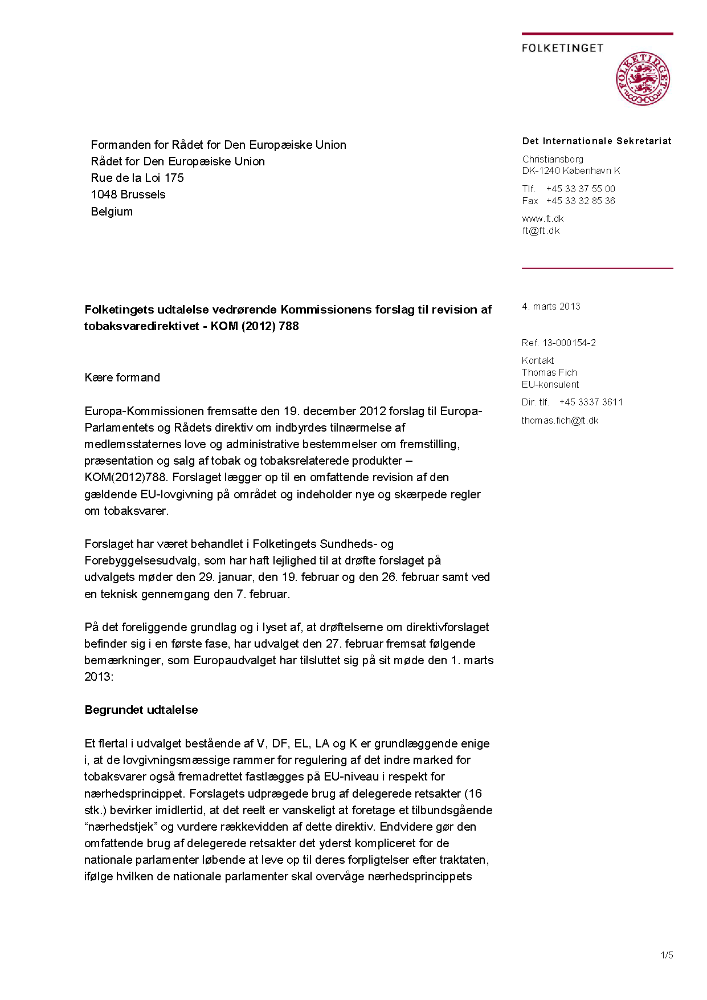 FOLKETINGET
FOLKETINGET
Formanden for Rådet for Den Europæiske Union
Rådet for Den Europæiske Union
Rue de la Loi 175
1048 Brussels
Belgium
Det Internationale Sekretariat
Christiansborg
DK-1240 København K
Tlf. +45 33 37 55 00
Fax +45 33 32 85 36
www.ft.dk
ft@ft.dk
Folketingets udtalelse vedrørende Kommissionens forslag til revision af
tobaksvaredirektivet - KOM (2012) 788
4. marts 2013
Ref. 13-000154-2
Kontakt
Thomas Fich
EU-konsulent
Dir. tlf. +45 3337 3611
thomas.fich@ft.dk
Kære formand
Europa-Kommissionen fremsatte den 19. december 2012 forslag til Europa-
Parlamentets og Rådets direktiv om indbyrdes tilnærmelse af
medlemsstaternes love og administrative bestemmelser om fremstilling,
præsentation og salg af tobak og tobaksrelaterede produkter –
KOM(2012)788. Forslaget lægger op til en omfattende revision af den
gældende EU-lovgivning på området og indeholder nye og skærpede regler
om tobaksvarer.
Forslaget har været behandlet i Folketingets Sundheds- og
Forebyggelsesudvalg, som har haft lejlighed til at drøfte forslaget på
udvalgets møder den 29. januar, den 19. februar og den 26. februar samt ved
en teknisk gennemgang den 7. februar.
På det foreliggende grundlag og i lyset af, at drøftelserne om direktivforslaget
befinder sig i en første fase, har udvalget den 27. februar fremsat følgende
bemærkninger, som Europaudvalget har tilsluttet sig på sit møde den 1. marts
2013:
Begrundet udtalelse
Et flertal i udvalget bestående af V, DF, EL, LA og K er grundlæggende enige
i, at de lovgivningsmæssige rammer for regulering af det indre marked for
tobaksvarer også fremadrettet fastlægges på EU-niveau i respekt for
nærhedsprincippet. Forslagets udprægede brug af delegerede retsakter (16
stk.) bevirker imidlertid, at det reelt er vanskeligt at foretage et tilbundsgående
“nærhedstjek” og vurdere rækkevidden af dette direktiv. Endvidere gør den
omfattende brug af delegerede retsakter det yderst kompliceret for de
nationale parlamenter løbende at leve op til deres forpligtelser efter traktaten,
ifølge hvilken de nationale parlamenter skal overvåge nærhedsprincippets
1/5